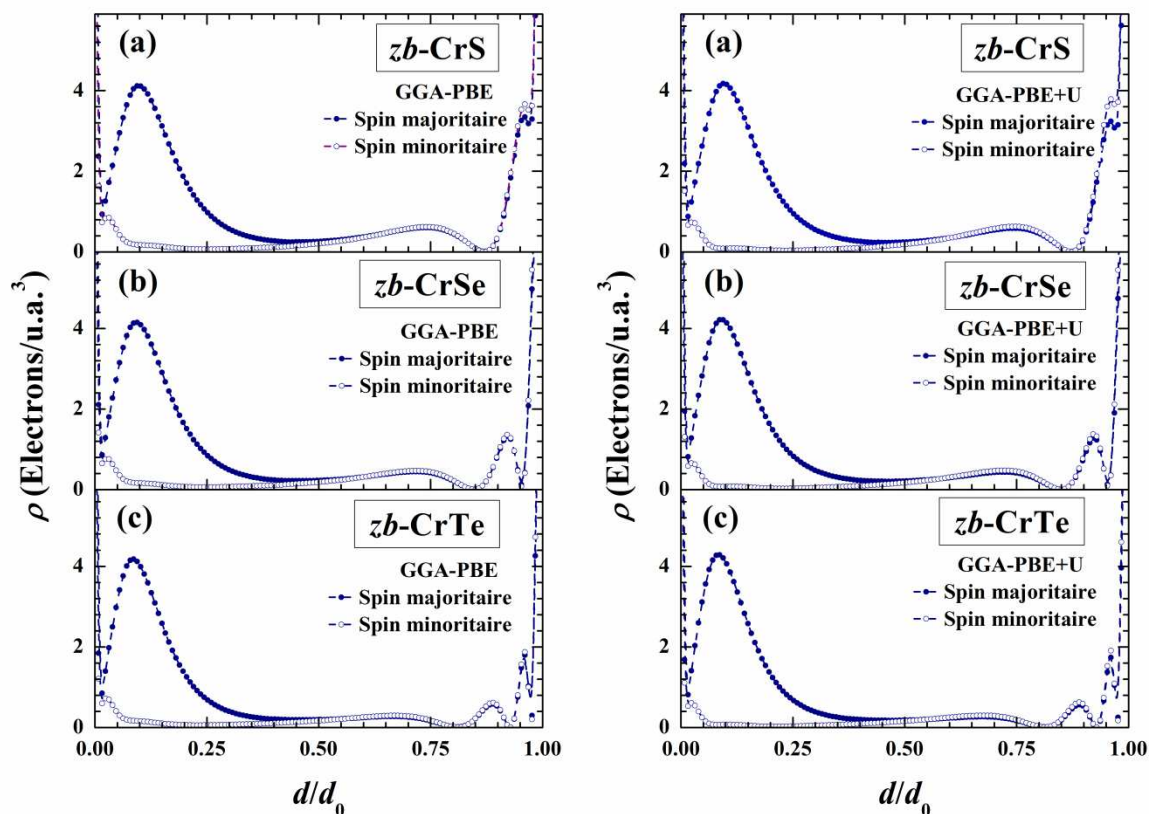 (a)
zb-CrS
GGA-PBE
Spin majoritaire
Spin minoritaire
4
2
0
(b)
zb-CrSe
GGA-PBE
Spin majoritaire
Spin minoritaire
4
2
0
(c)
zb-CrTe
GGA-PBE
Spin majoritaire
Spin minoritaire
4
2
0
ρ (Electrons/u.a.³)
0.00 0.25 0.50 0.75 1.00
d/d₀
(a)
zb-CrS
GGA-PBE+U
Spin majoritaire
Spin minoritaire
4
2
0
(b)
zb-CrSe
GGA-PBE+U
Spin majoritaire
Spin minoritaire
4
2
0
(c)
zb-CrTe
GGA-PBE+U
Spin majoritaire
Spin minoritaire
4
2
0
ρ (Electrons/u.a.³)
0.00 0.25 0.50 0.75 1.00
d/d₀